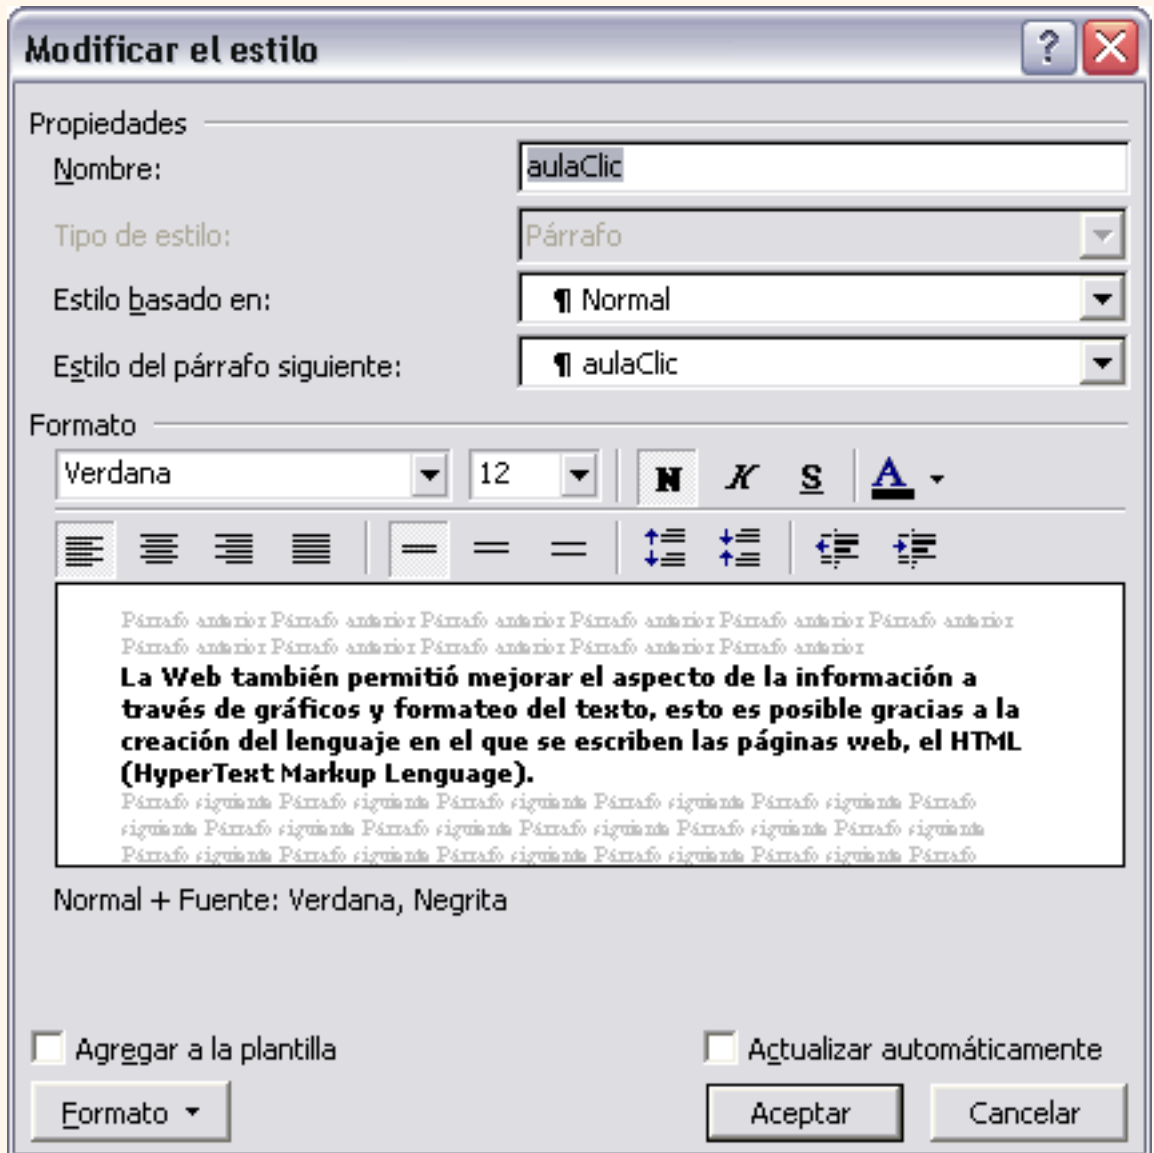 Modificar el estilo
Propiedades
Nombre: aulaClic
Tipo de estilo: Párrafo
Estilo basado en: ¶ Normal
Estilo del párrafo siguiente: ¶ aulaClic
Formato
Verdana 12 N K S A
Párrafo anterior Párrafo anterior Párrafo anterior Párrafo anterior Párrafo anterior Párrafo anterior
Párrafo anterior Párrafo anterior Párrafo anterior Párrafo anterior Párrafo anterior
La Web también permitió mejorar el aspecto de la información a
través de gráficos y formateo del texto, esto es posible gracias a la
creación del lenguaje en el que se escriben las páginas web, el HTML
(HyperText Markup Lenguage).
Párrafo siguiente Párrafo siguiente Párrafo siguiente Párrafo siguiente Párrafo siguiente Párrafo
siguiente Párrafo siguiente Párrafo siguiente Párrafo siguiente Párrafo siguiente Párrafo siguiente
Párrafo siguiente Párrafo siguiente Párrafo siguiente Párrafo siguiente Párrafo siguiente Párrafo
Normal + Fuente: Verdana, Negrita
Agregar a la plantilla Actualizar automáticamente
Formato Aceptar Cancelar